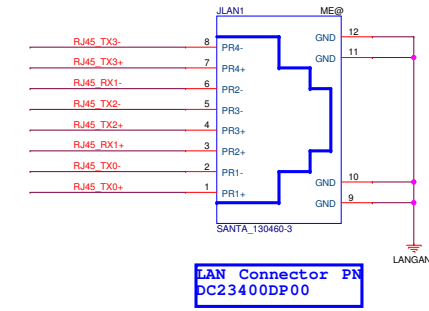 JLAN1 ME@
RJ45_TX3- 8 PR4- GND 12
RJ45_TX3+ 7 PR4+ GND 11
RJ45_RX1- 6 PR2-
RJ45_TX2- 5 PR3-
RJ45_TX2+ 4 PR3+
RJ45_RX1+ 3 PR2+
RJ45_TX0- 2 PR1- GND 10
RJ45_TX0+ 1 PR1+ GND 9
SANTA_130460-3
LANGAN
LAN Connector PN
DC23400DP00